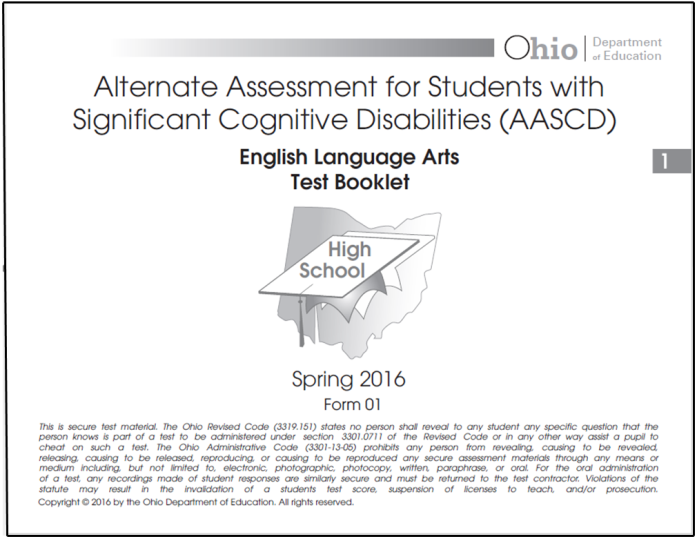 Ohio Department of Education
Alternate Assessment for Students with
Significant Cognitive Disabilities (AASCD)
English Language Arts
Test Booklet
1
High
School
Spring 2016
Form 01
This is secure test material. The Ohio Revised Code (3319.151) states no person shall reveal to any student any specific question that the
person knows is part of a test to be administered under section 3301.0711 of the Revised Code or in any other way assist a pupil to
cheat on such a test. The Ohio Administrative Code (3301-13-05) prohibits any person from revealing, causing to be revealed,
releasing, causing to be released, reproducing, or causing to be reproduced any secure assessment materials through any means or
medium including, but not limited to, electronic, photographic, photocopy, written, paraphrase, or oral. For the oral administration
of a test, any recordings made of student responses are similarly secure and must be returned to the test contractor. Violations of the
statute may result in the invalidation of a students test score, suspension of licenses to teach, and/or prosecution.
Copyright © 2016 by the Ohio Department of Education. All rights reserved.